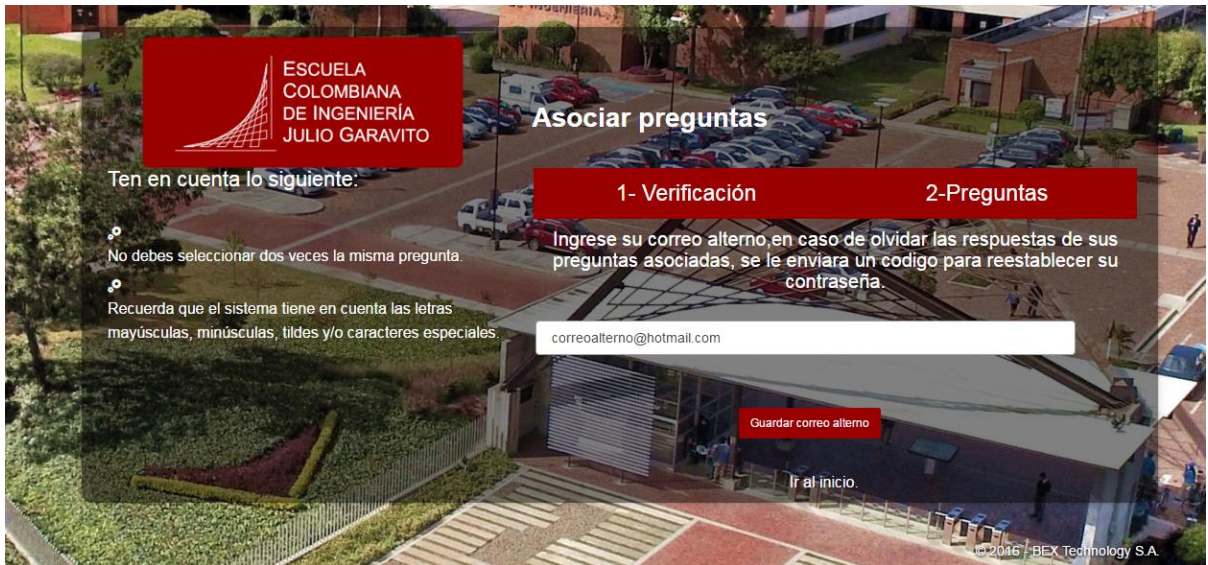 DE INGENIERIA
ESCUELA
COLOMBIANA
DE INGENIERÍA
JULIO GARAVITO
Ten en cuenta lo siguiente:
No debes seleccionar dos veces la misma pregunta.
Recuerda que el sistema tiene en cuenta las letras
mayúsculas, minúsculas, tildes y/o caracteres especiales.
Asociar preguntas
1- Verificación
2-Preguntas
Ingrese su correo alterno,en caso de olvidar las respuestas de sus
preguntas asociadas, se le enviara un codigo para reestablecer su
contraseña.
correoalterno@hotmail.com
Guardar correo alterno
Ir al inicio.
© 2016 - BEX Technology S.A.